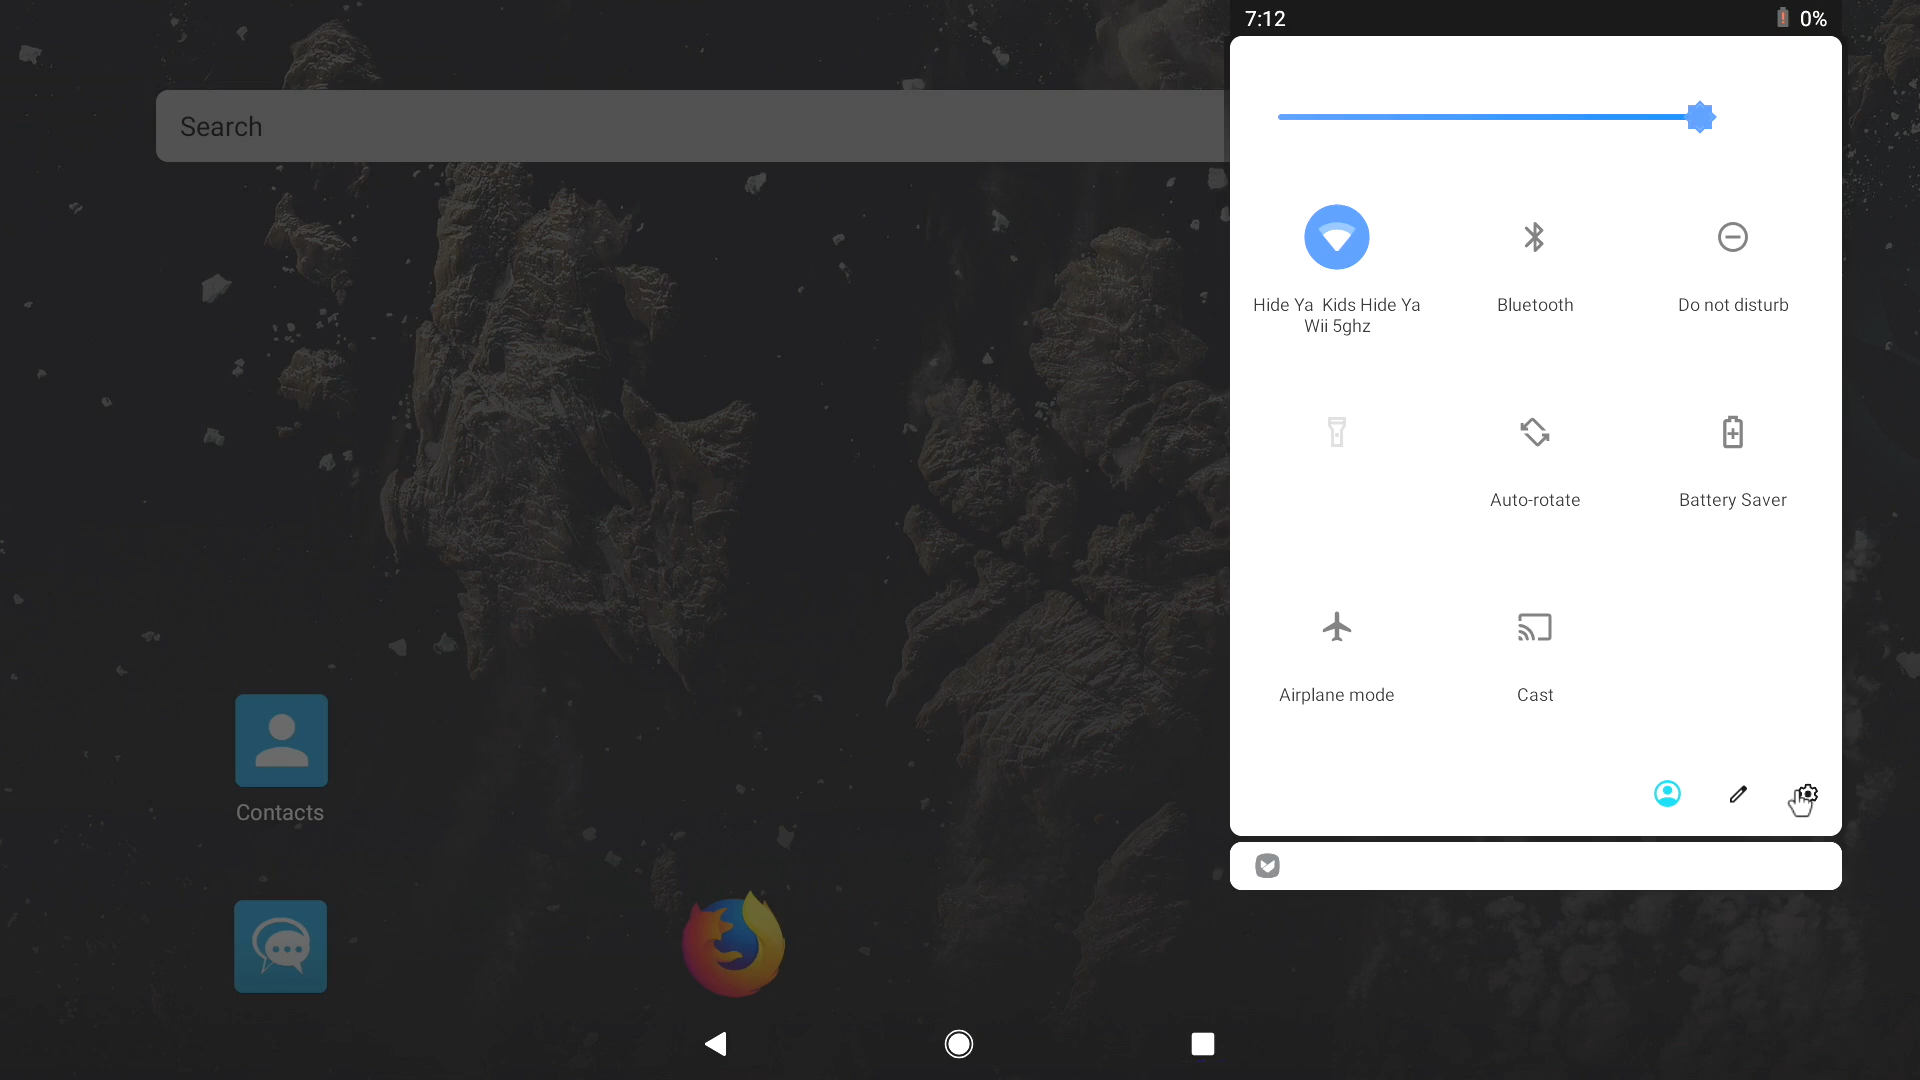 7:12
0%
Search
Hide Ya Kids Hide Ya
Wii 5ghz
Bluetooth
Do not disturb
Auto-rotate
Battery Saver
Airplane mode
Cast
Contacts